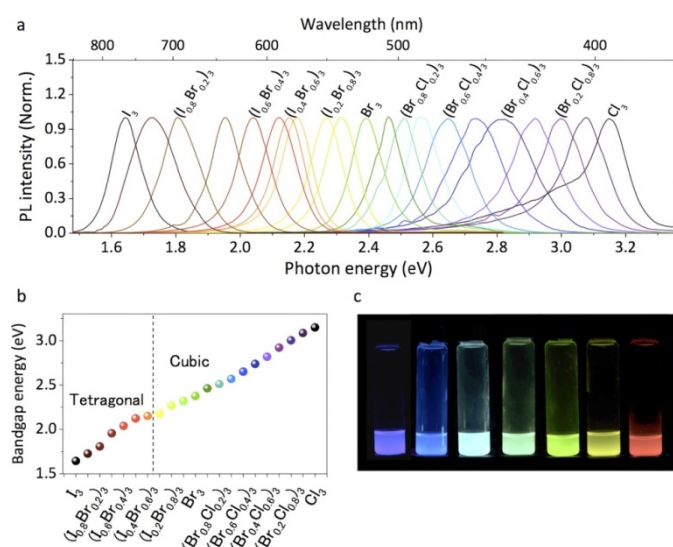 a
Wavelength (nm)
800 700 600 500 400
PL intensity (Norm.)
1.5
1.2
0.9
0.6
0.3
0.0
I₃
(I₀.₈Br₀.₂)₃
(I₀.₆Br₀.₄)₃
(I₀.₄Br₀.₆)₃
(I₀.₂Br₀.₈)₃
Br₃
(Br₀.₈Cl₀.₂)₃
(Br₀.₆Cl₀.₄)₃
(Br₀.₄Cl₀.₆)₃
(Br₀.₂Cl₀.₈)₃
Cl₃
1.6 1.8 2.0 2.2 2.4 2.6 2.8 3.0 3.2
Photon energy (eV)
b
Bandgap energy (eV)
3.0
2.5
2.0
1.5
Tetragonal
Cubic
I₃
(I₀.₈Br₀.₂)₃
(I₀.₆Br₀.₄)₃
(I₀.₄Br₀.₆)₃
(I₀.₂Br₀.₈)₃
Br₃
(Br₀.₈Cl₀.₂)₃
(Br₀.₆Cl₀.₄)₃
(Br₀.₄Cl₀.₆)₃
(Br₀.₂Cl₀.₈)₃
Cl₃
c